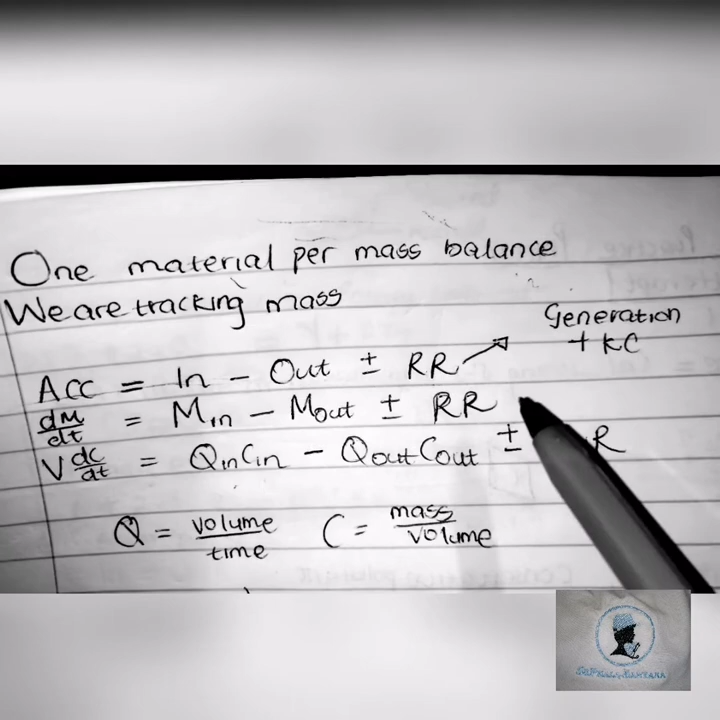 One material per mass balance
We are tracking mass
Generation
+ KC
Acc = In - Out ± RR
dM/dt = Min - Mout ± RR
V dc/dt = QinCin - QoutCout ± R
Q = volume/time C = mass/volume